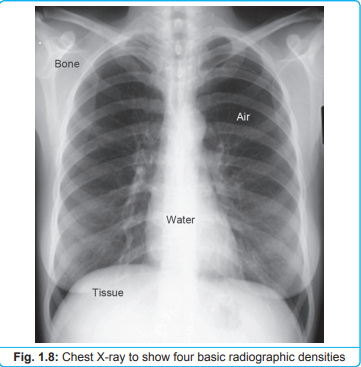 Bone
Air
Water
Tissue
Fig. 1.8: Chest X-ray to show four basic radiographic densities